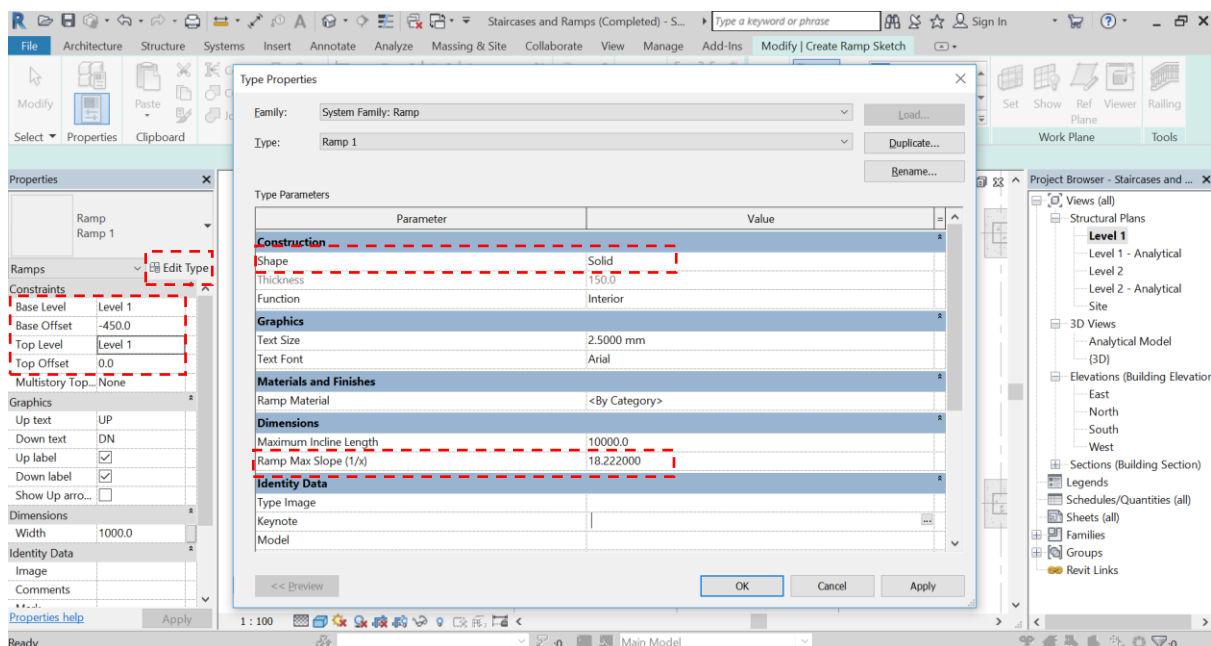 Staircases and Ramps (Completed) - S...
Type a keyword or phrase
Sign In
File Architecture Structure Systems Insert Annotate Analyze Massing & Site Collaborate View Manage Add-Ins Modify | Create Ramp Sketch
Modify
Paste
Set Show Ref Plane Viewer Railing
Select Properties Clipboard
Work Plane Tools
Type Properties
Family: System Family: Ramp Load...
Type: Ramp 1 Duplicate...
Rename...
Type Parameters
Parameter Value =
Construction
Shape Solid
Thickness 150.0
Function Interior
Graphics
Text Size 2.5000 mm
Text Font Arial
Materials and Finishes
Ramp Material <By Category>
Dimensions
Maximum Incline Length 10000.0
Ramp Max Slope (1/x) 18.222000
Identity Data
Type Image
Keynote
Model
<< Preview OK Cancel Apply
Properties
Ramp
Ramp 1
Ramps Edit Type
Constraints
Base Level Level 1
Base Offset -450.0
Top Level Level 1
Top Offset 0.0
Multistory Top... None
Graphics
Up text UP
Down text DN
Up label
Down label
Show Up arro...
Dimensions
Width 1000.0
Identity Data
Image
Comments
Properties help Apply
Project Browser - Staircases and ...
Views (all)
Structural Plans
Level 1
Level 1 - Analytical
Level 2
Level 2 - Analytical
Site
3D Views
Analytical Model
{3D}
Elevations (Building Elevation
East
North
South
West
Sections (Building Section)
Legends
Schedules/Quantities (all)
Sheets (all)
Families
Groups
Revit Links
1 : 100
Ready
:0 Main Model :0